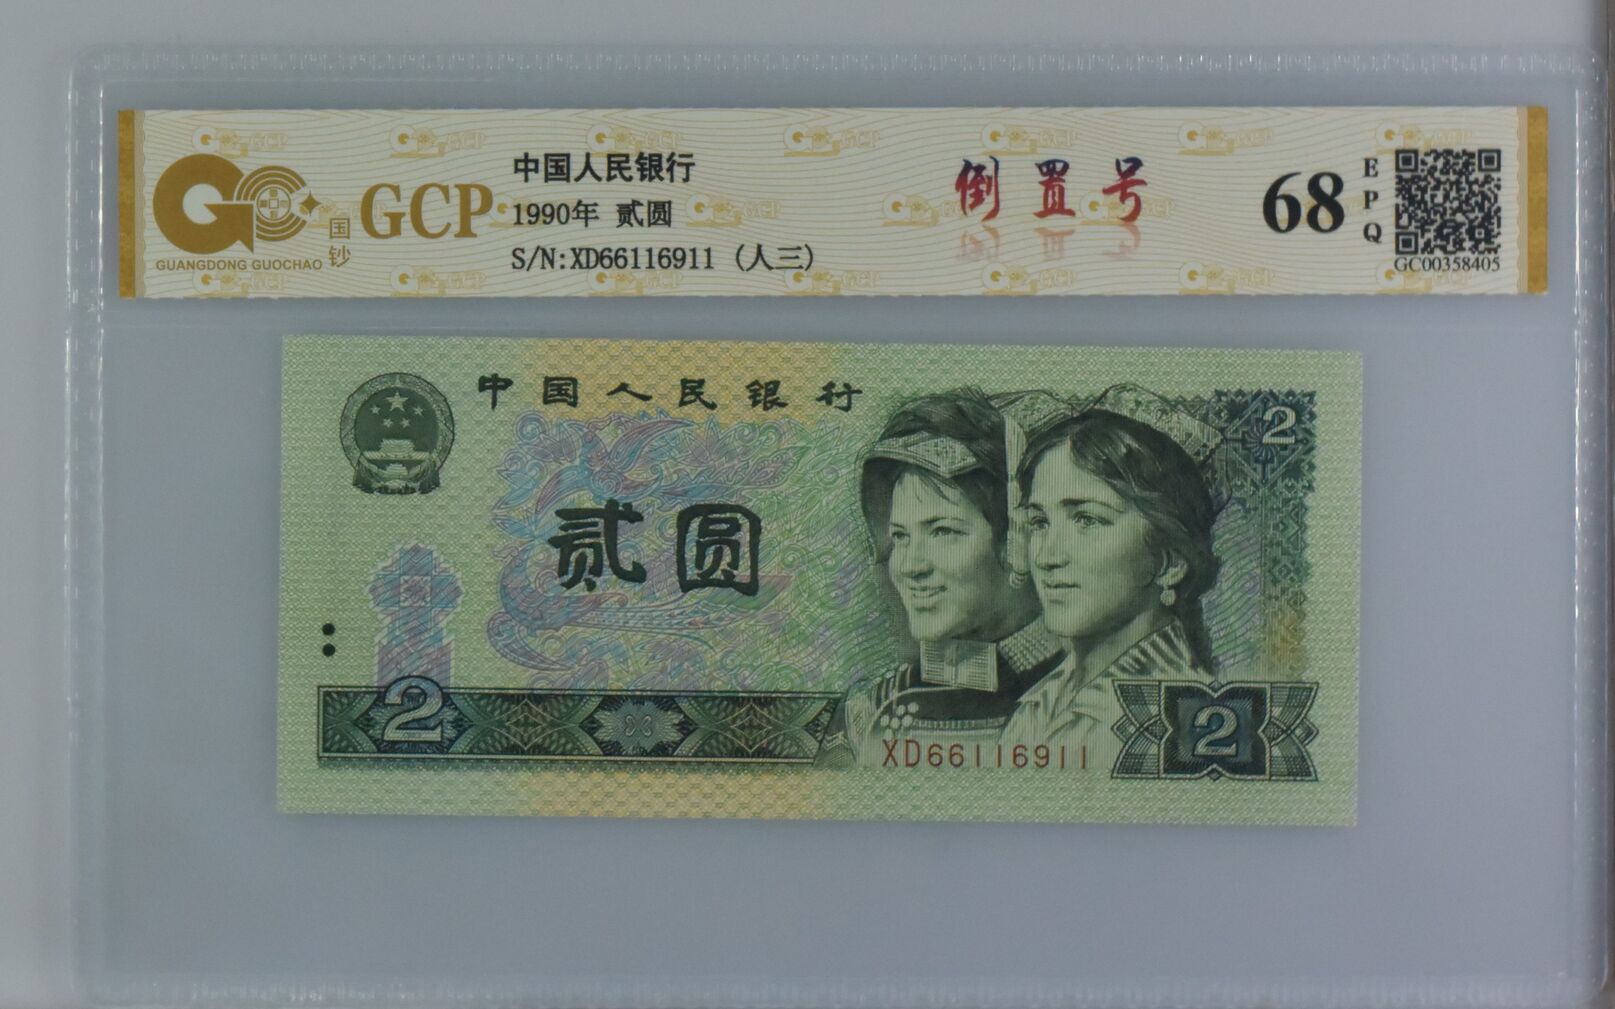 GCP
GUANGDONG GUOCHAO
国钞
中国人民银行
1990年 贰圆
S/N:XD66116911 (人三)
倒置号
68
EPQ
GC00358405
中国人民银行
2
贰圆
2
XD66116911
2